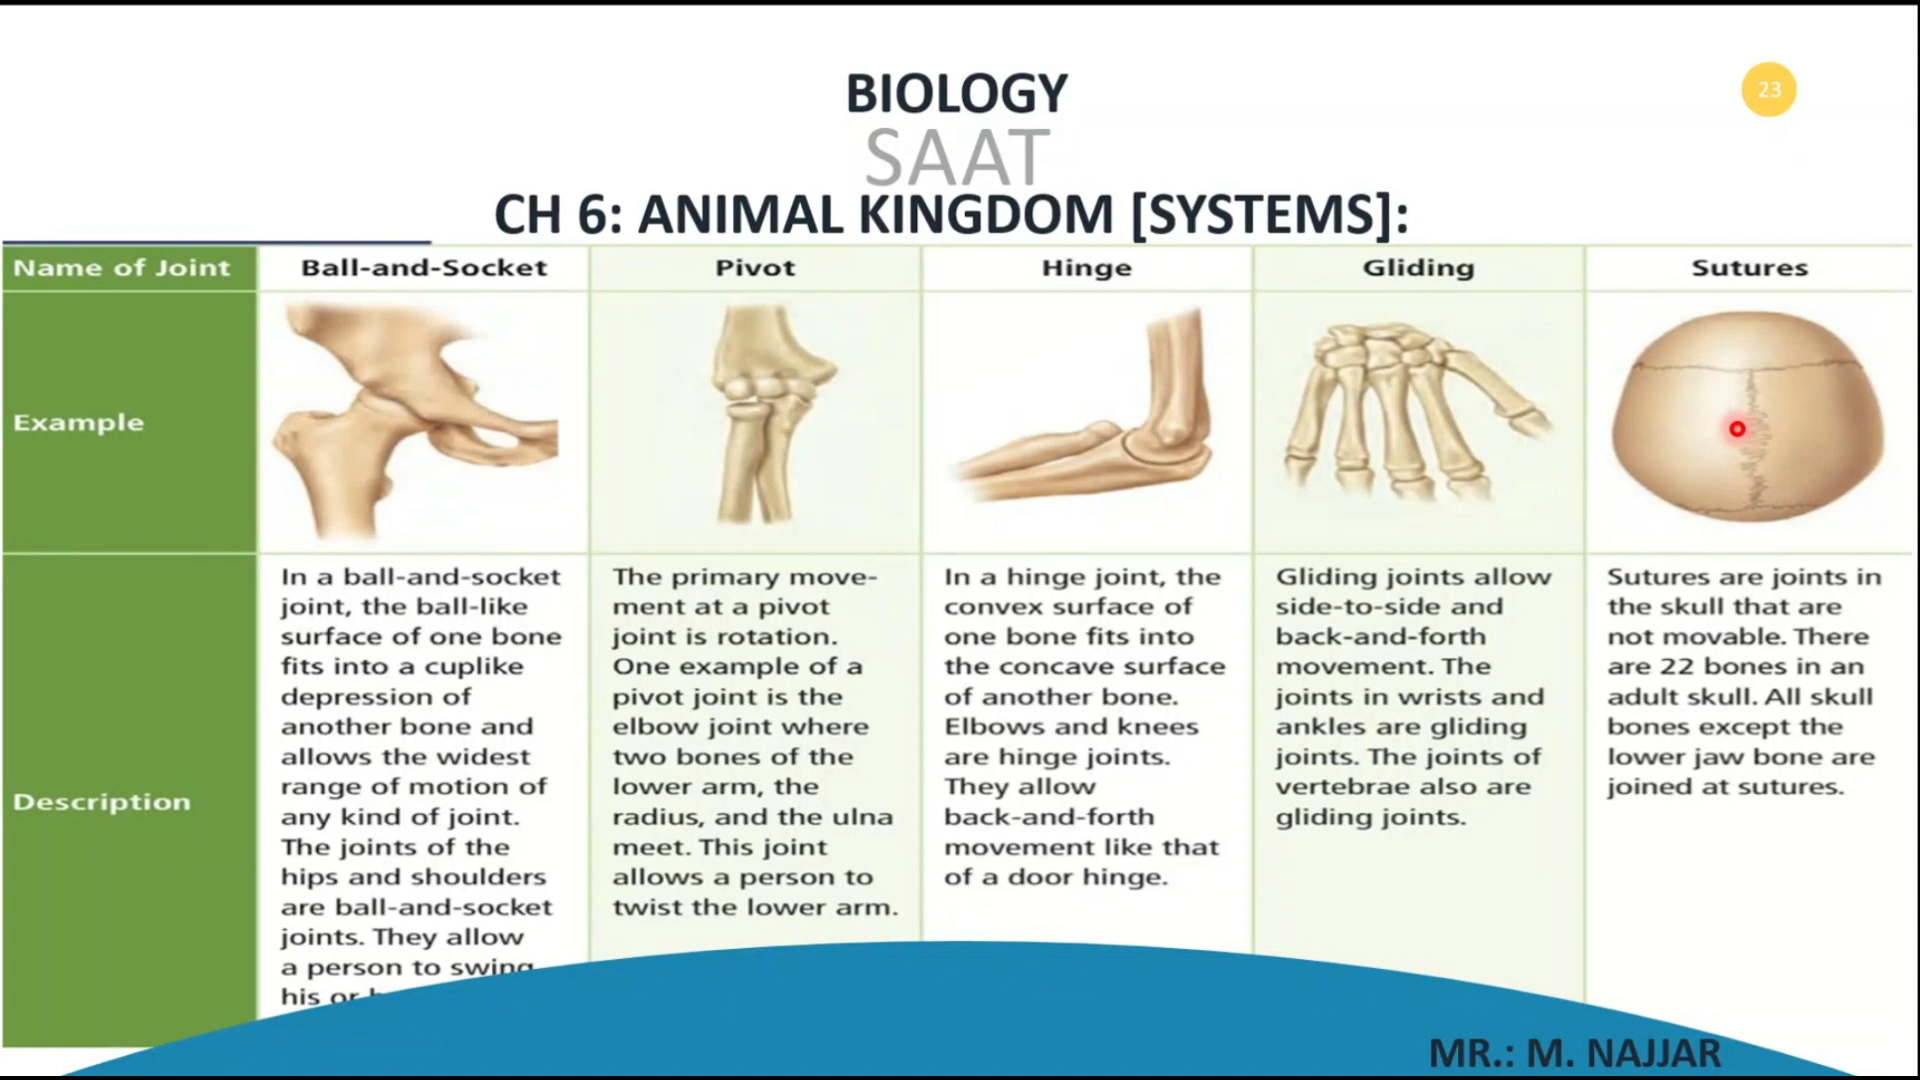 23
BIOLOGY
SAAT
CH 6: ANIMAL KINGDOM [SYSTEMS]:
Name of Joint
Ball-and-Socket
Pivot
Hinge
Gliding
Sutures
Example
Description
In a ball-and-socket
joint, the ball-like
surface of one bone
fits into a cuplike
depression of
another bone and
allows the widest
range of motion of
any kind of joint.
The joints of the
hips and shoulders
are ball-and-socket
joints. They allow
a person to swing
his or
The primary move-
ment at a pivot
joint is rotation.
One example of a
pivot joint is the
elbow joint where
two bones of the
lower arm, the
radius, and the ulna
meet. This joint
allows a person to
twist the lower arm.
In a hinge joint, the
convex surface of
one bone fits into
the concave surface
of another bone.
Elbows and knees
are hinge joints.
They allow
back-and-forth
movement like that
of a door hinge.
Gliding joints allow
side-to-side and
back-and-forth
movement. The
joints in wrists and
ankles are gliding
joints. The joints of
vertebrae also are
gliding joints.
Sutures are joints in
the skull that are
not movable. There
are 22 bones in an
adult skull. All skull
bones except the
lower jaw bone are
joined at sutures.
MR.: M. NAJJAR